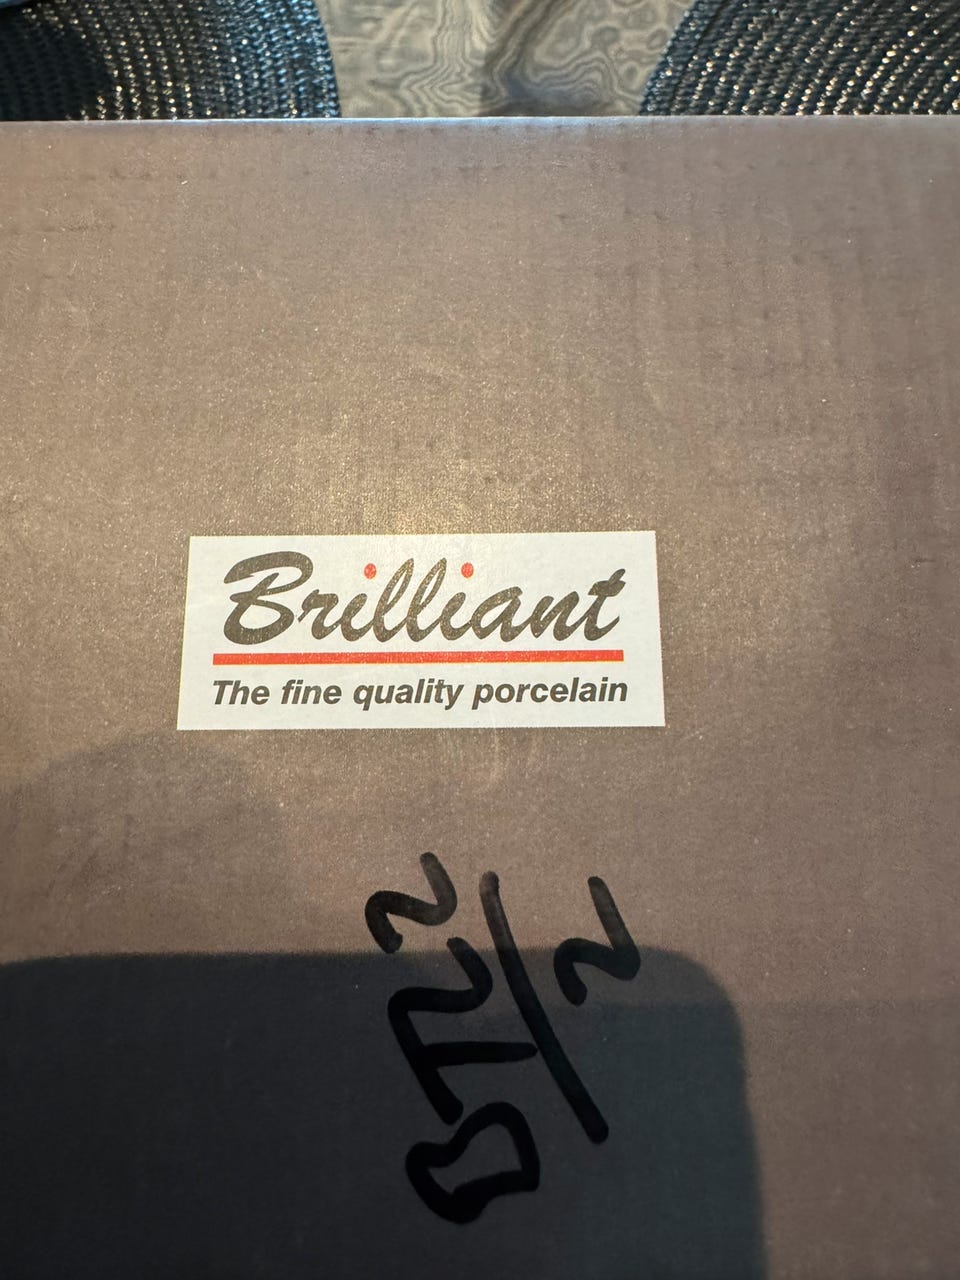 Brilliant
The fine quality porcelain